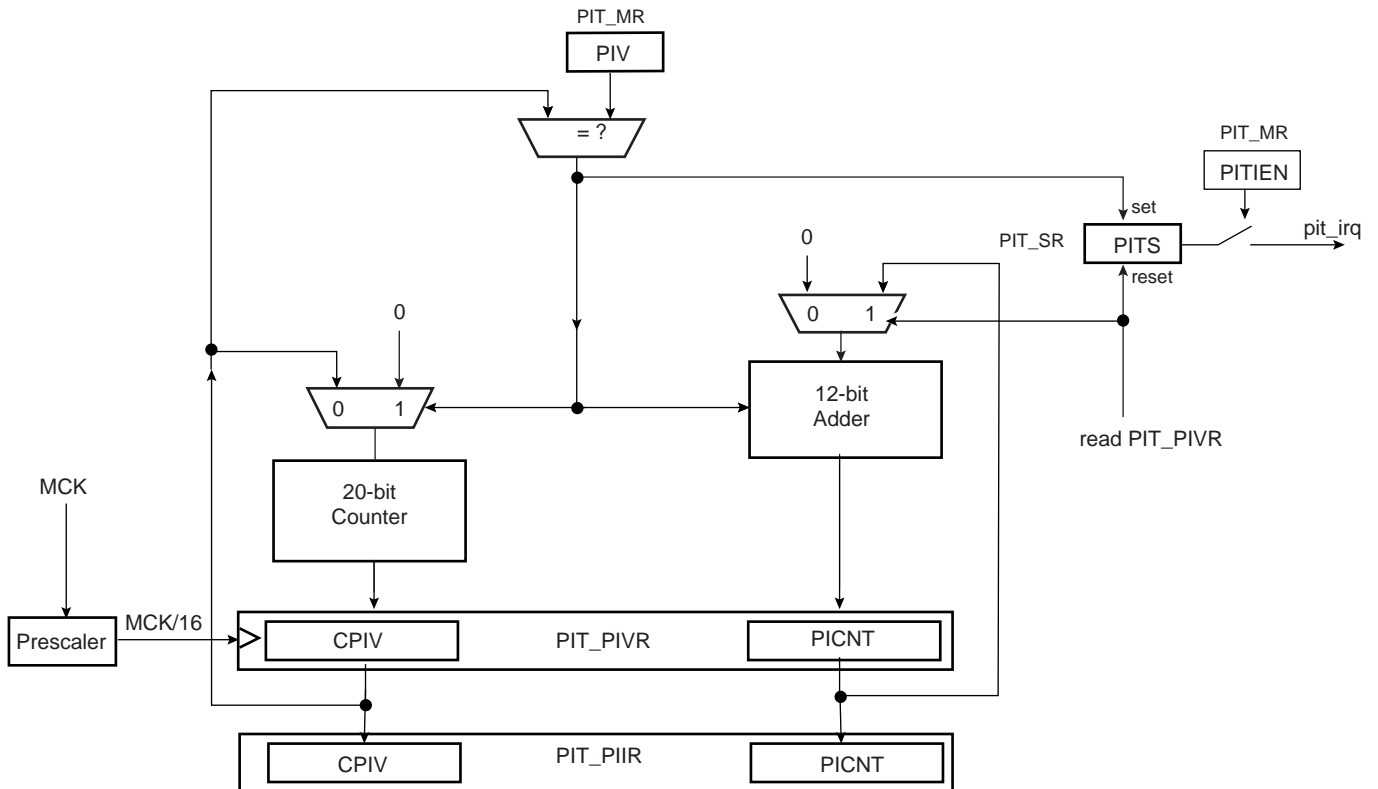 PIT_MR
PIV
= ?
PIT_MR
PITIEN
set
pit_irq
PIT_SR
PITS
reset
0
0 1
0
0 1
12-bit
Adder
read PIT_PIVR
MCK
20-bit
Counter
MCK/16
Prescaler
CPIV
PIT_PIVR
PICNT
CPIV
PIT_PIIR
PICNT